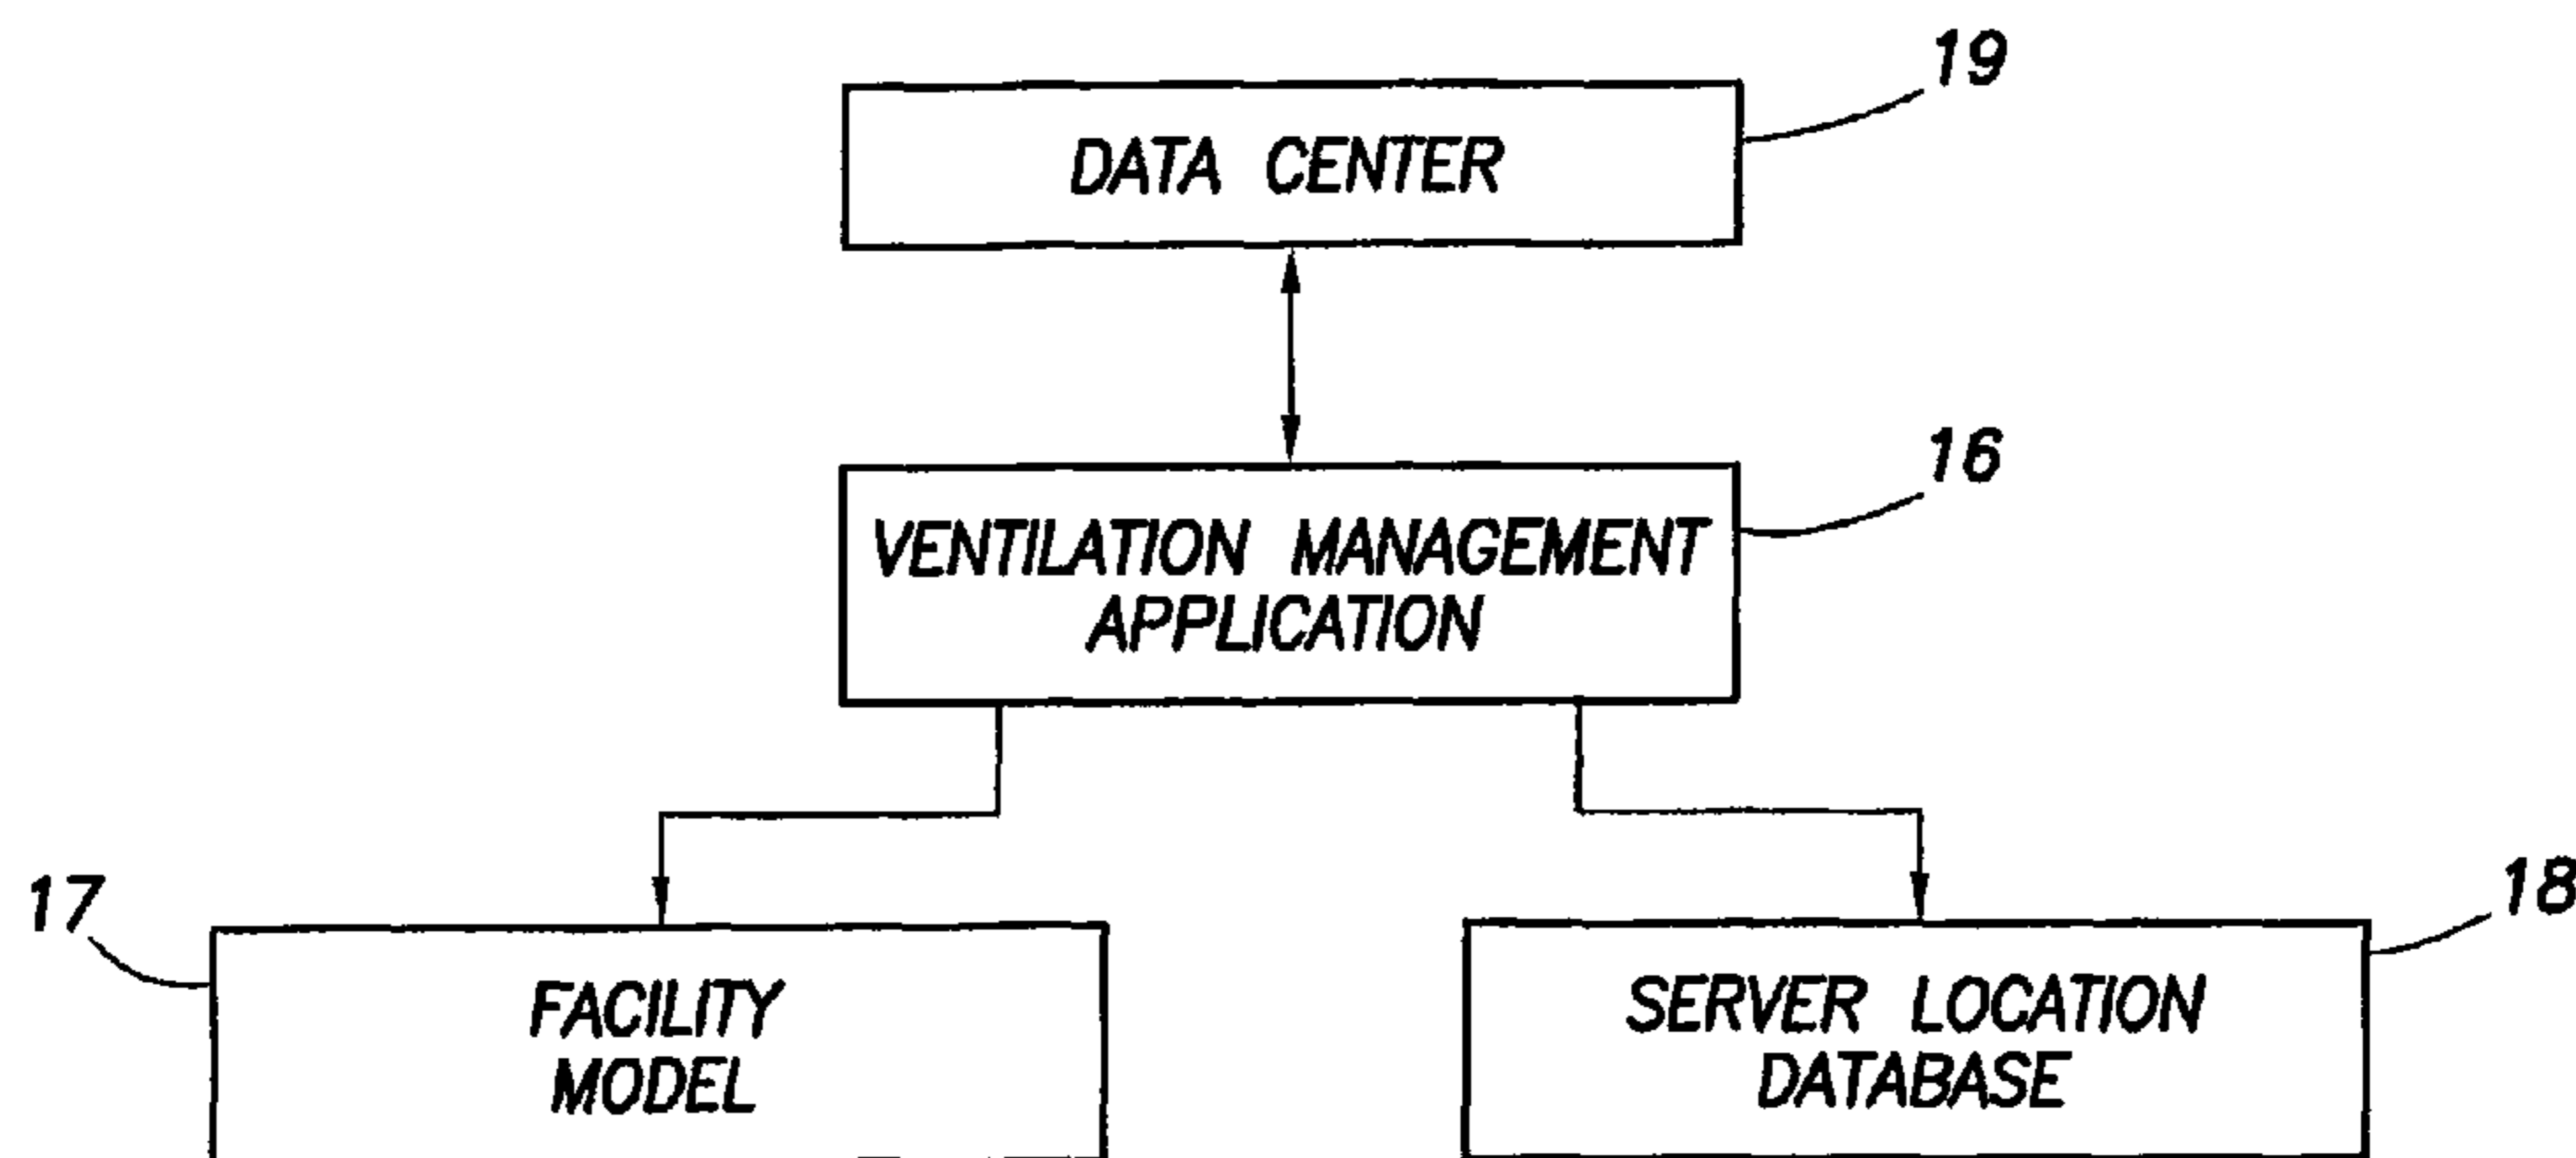 19
DATA CENTER
16
VENTILATION MANAGEMENT
APPLICATION
17
FACILITY
MODEL
18
SERVER LOCATION
DATABASE